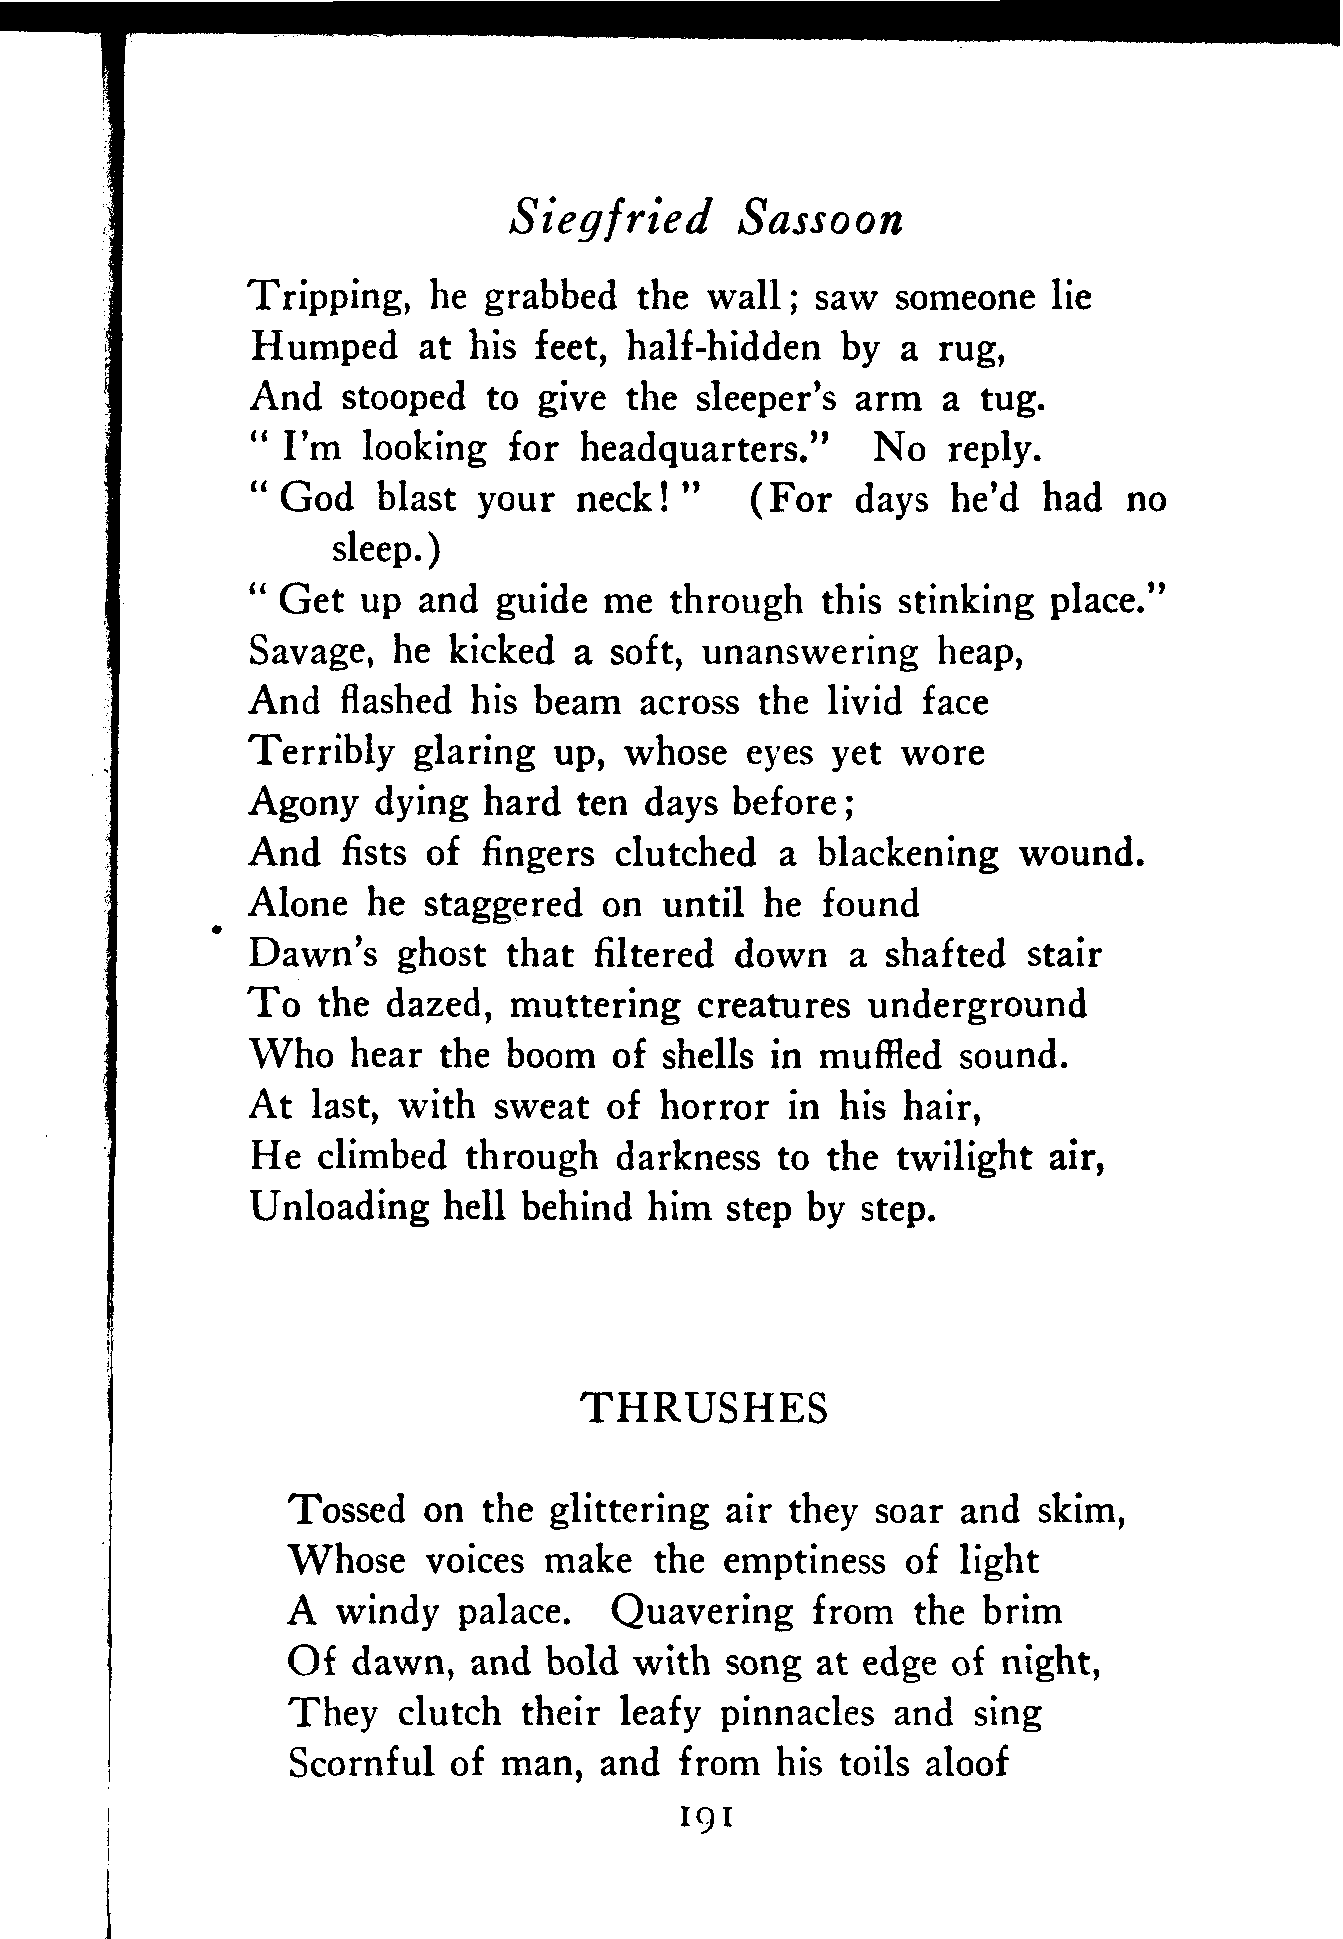 Siegfried Sassoon
Tripping, he grabbed the wall; saw someone lie
Humped at his feet, half-hidden by a rug,
And stooped to give the sleeper's arm a tug.
" I'm looking for headquarters." No reply.
" God blast your neck! " (For days he'd had no
sleep.)
" Get up and guide me through this stinking place."
Savage, he kicked a soft, unanswering heap,
And flashed his beam across the livid face
Terribly glaring up, whose eyes yet wore
Agony dying hard ten days before;
And fists of fingers clutched a blackening wound.
Alone he staggered on until he found
Dawn's ghost that filtered down a shafted stair
To the dazed, muttering creatures underground
Who hear the boom of shells in muffled sound.
At last, with sweat of horror in his hair,
He climbed through darkness to the twilight air,
Unloading hell behind him step by step.
THRUSHES
Tossed on the glittering air they soar and skim,
Whose voices make the emptiness of light
A windy palace. Quavering from the brim
Of dawn, and bold with song at edge of night,
They clutch their leafy pinnacles and sing
Scornful of man, and from his toils aloof
191